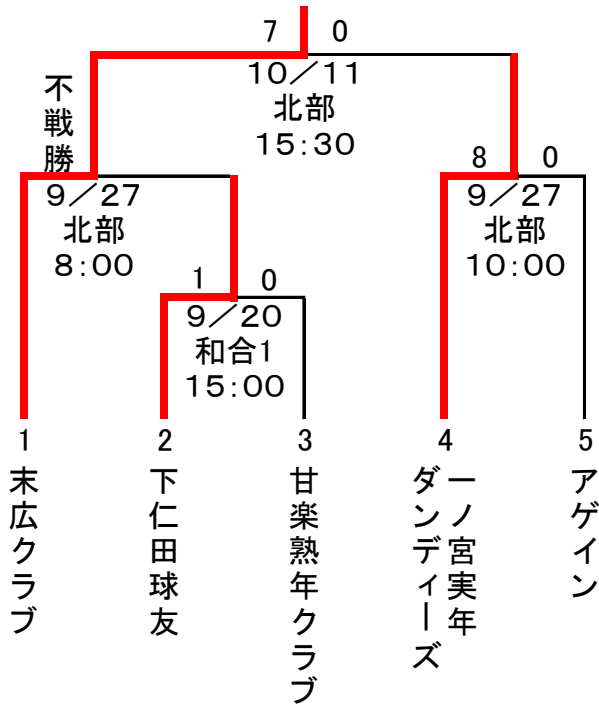 7 0
10／11
北部
15:30
不戦勝
9／27
北部
8:00
8 0
9／27
北部
10:00
1 0
9／20
和合1
15:00
1
末広クラブ
2
下仁田球友
3
甘楽熟年クラブ
4
一ノ宮実年
ダンディーズ
5
アゲイン